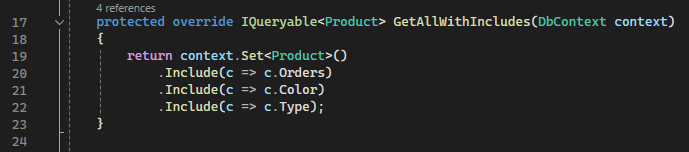 4 references
17 protected override IQueryable<Product> GetAllWithIncludes(DbContext context)
18 {
19 return context.Set<Product>()
20 .Include(c => c.Orders)
21 .Include(c => c.Color)
22 .Include(c => c.Type);
23 }
24